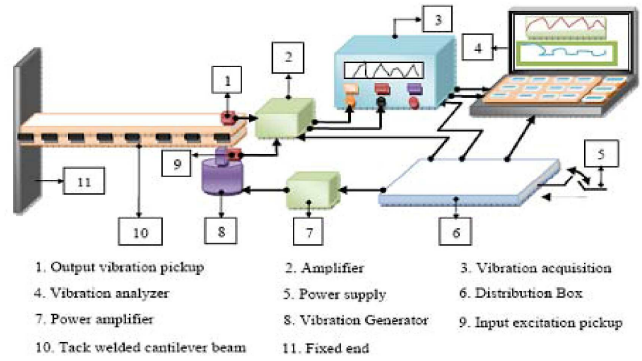 3
2
4
1
9
5
11
10
8
7
6
1. Output vibration pickup
2. Amplifier
3. Vibration acquisition
4. Vibration analyzer
5. Power supply
6. Distribution Box
7. Power amplifier
8. Vibration Generator
9. Input excitation pickup
10. Tack welded cantilever beam
11. Fixed end